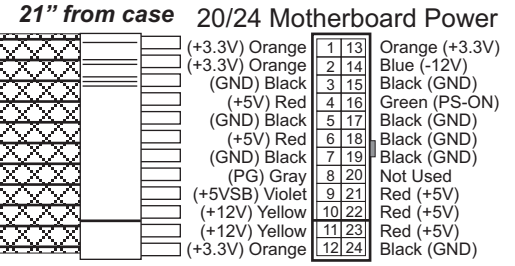 21” from case 20/24 Motherboard Power
(+3.3V) Orange 1 13 Orange (+3.3V)
(+3.3V) Orange 2 14 Blue (-12V)
(GND) Black 3 15 Black (GND)
(+5V) Red 4 16 Green (PS-ON)
(GND) Black 5 17 Black (GND)
(+5V) Red 6 18 Black (GND)
(GND) Black 7 19 Black (GND)
(PG) Gray 8 20 Not Used
(+5VSB) Violet 9 21 Red (+5V)
(+12V) Yellow 10 22 Red (+5V)
(+12V) Yellow 11 23 Red (+5V)
(+3.3V) Orange 12 24 Black (GND)